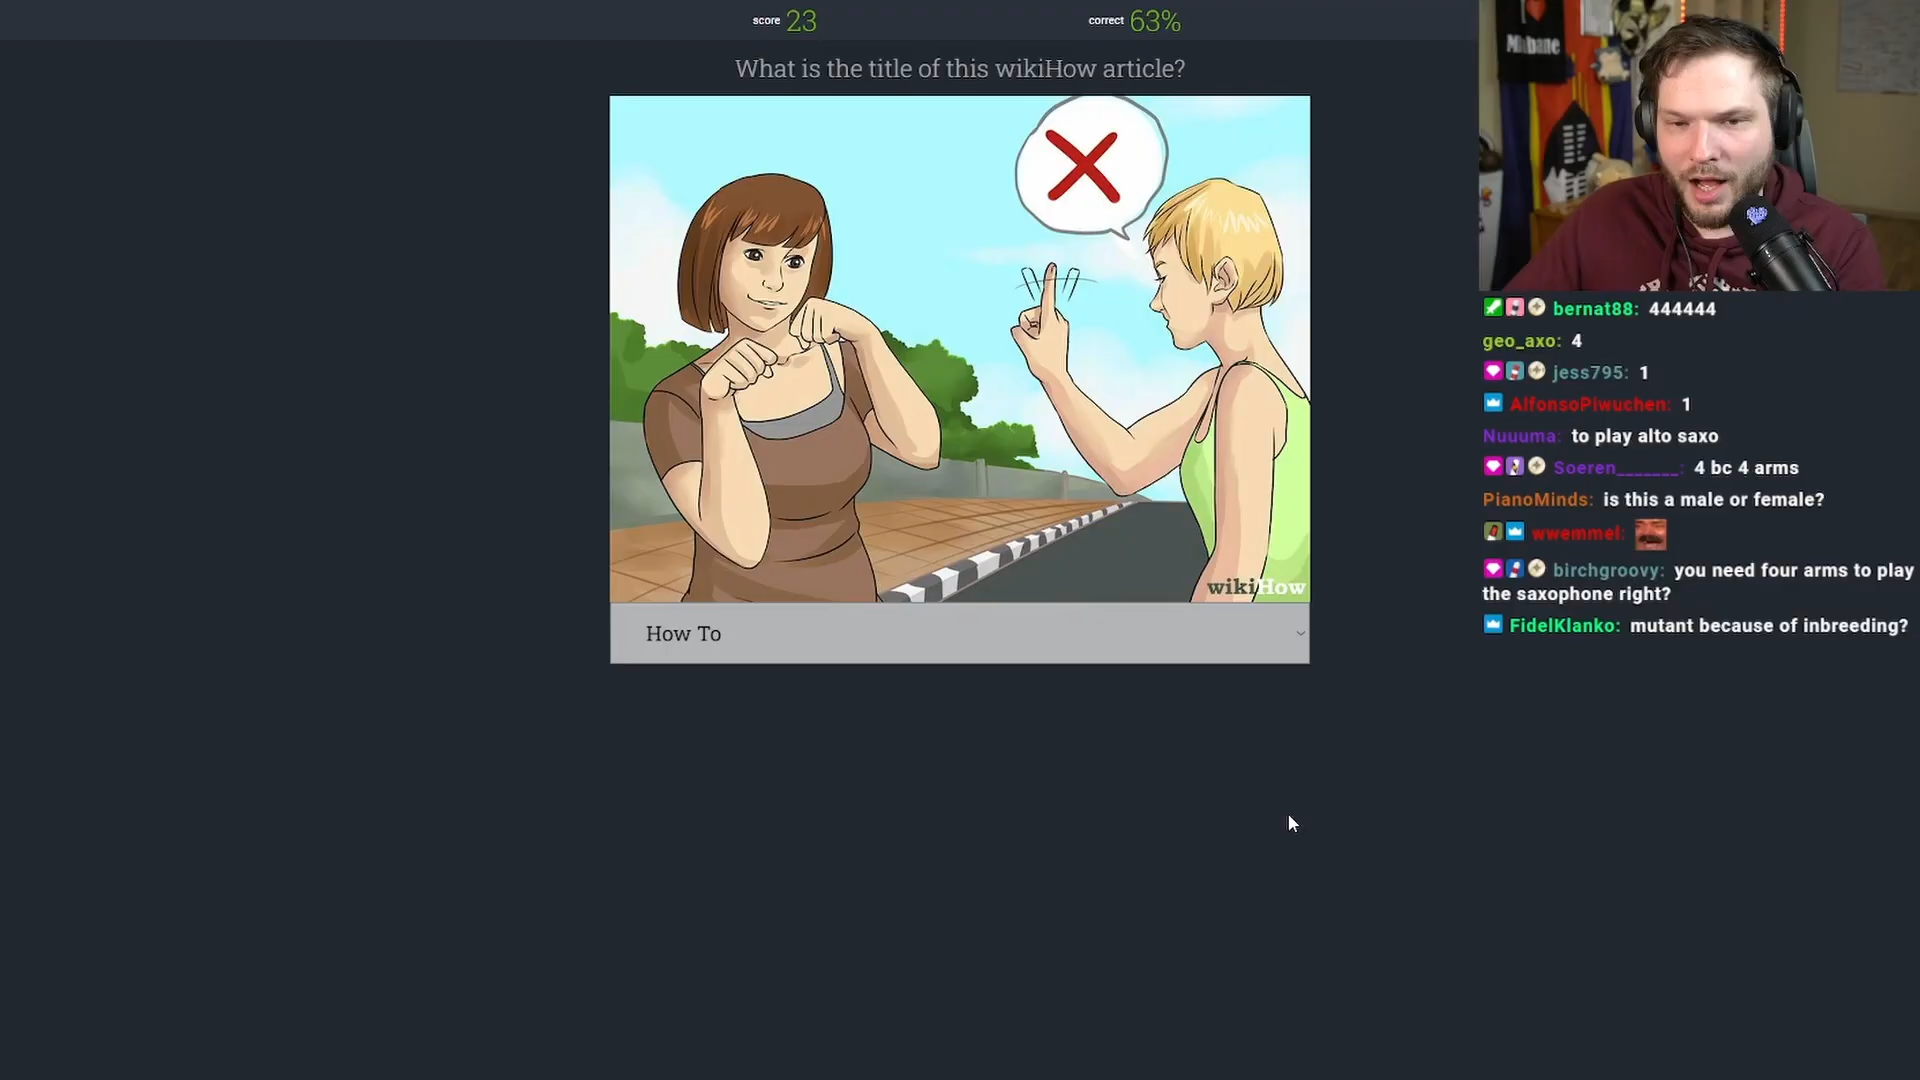 score 23
correct 63%
What is the title of this wikiHow article?
wikiHow
How To
bernat88: 444444
geo_axo: 4
jess795: 1
AlfonsoPiwuchen: 1
Nuuuma: to play alto saxo
Soeren_______: 4 bc 4 arms
PianoMinds: is this a male or female?
wwemmel:
birchgroovy: you need four arms to play
the saxophone right?
FidelKlanko: mutant because of inbreeding?